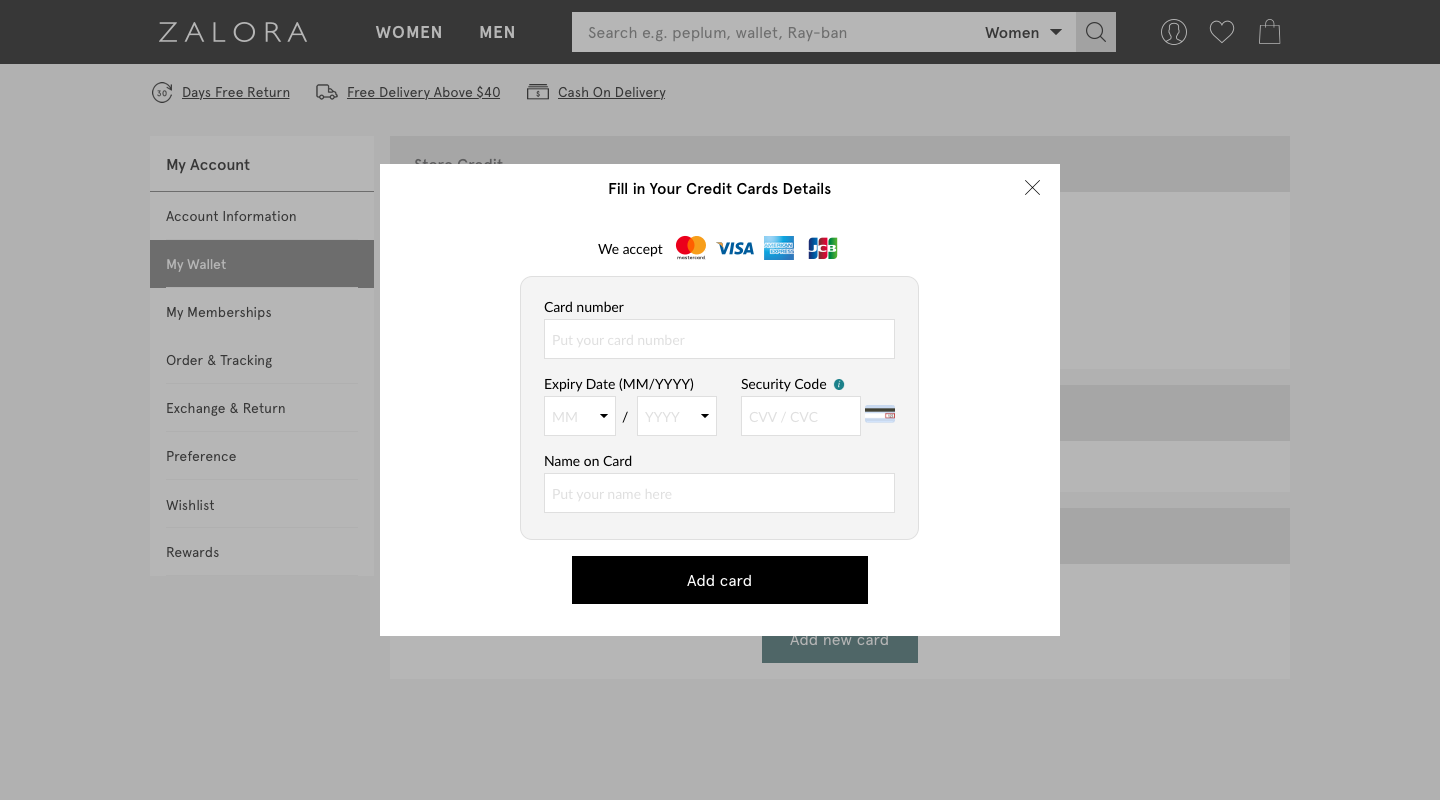 ZALORA
WOMEN
MEN
Search e.g. peplum, wallet, Ray-ban
Women
30 Days Free Return
Free Delivery Above $40
$ Cash On Delivery
My Account
Account Information
My Wallet
My Memberships
Order & Tracking
Exchange & Return
Preference
Wishlist
Rewards
Store Credit
Fill in Your Credit Cards Details
We accept
mastercard
VISA
AMERICAN
EXPRESS
JCB
Card number
Put your card number
Expiry Date (MM/YYYY)
Security Code i
MM / YYYY
CVV / CVC
Name on Card
Put your name here
Add card
Add new card